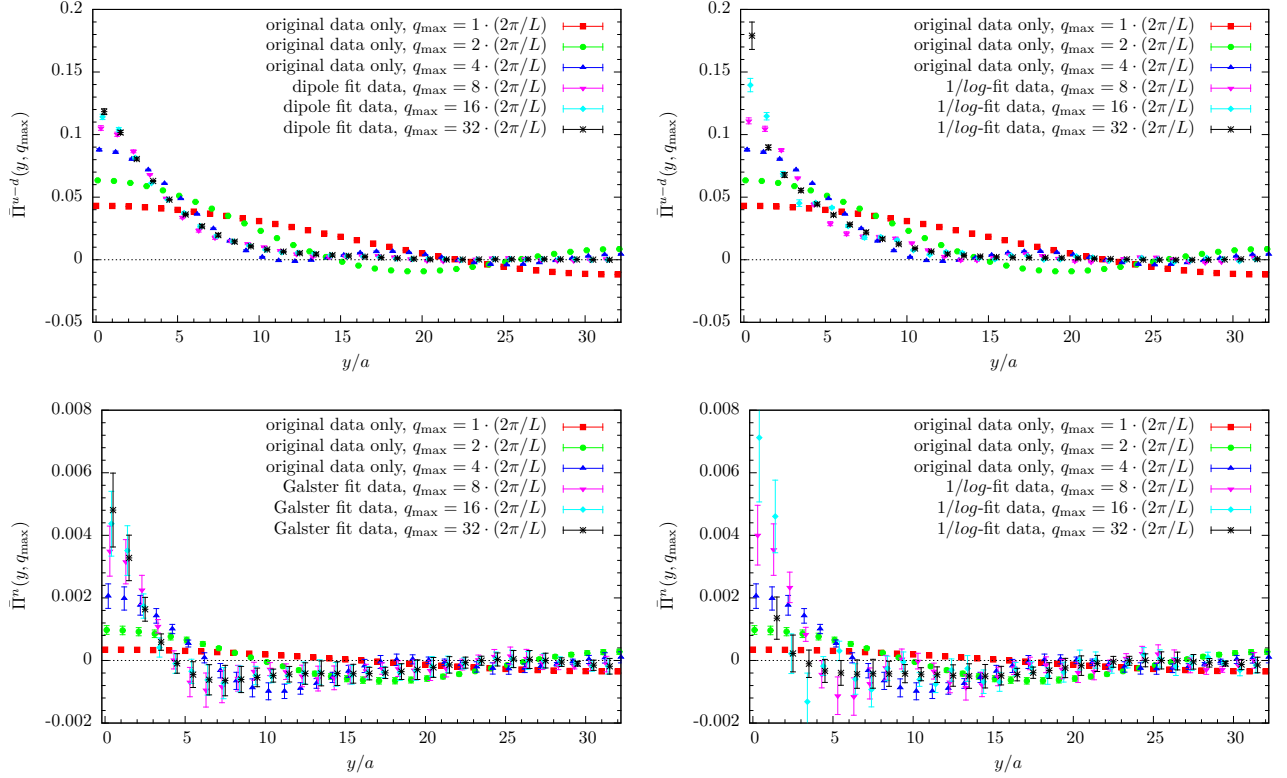 original data only, q_max = 1 · (2π/L)
original data only, q_max = 2 · (2π/L)
original data only, q_max = 4 · (2π/L)
dipole fit data, q_max = 8 · (2π/L)
dipole fit data, q_max = 16 · (2π/L)
dipole fit data, q_max = 32 · (2π/L)
0.2
0.15
0.1
0.05
0
-0.05
Π̄^{u−d}(y, q_max)
0 5 10 15 20 25 30
y/a
original data only, q_max = 1 · (2π/L)
original data only, q_max = 2 · (2π/L)
original data only, q_max = 4 · (2π/L)
1/log-fit data, q_max = 8 · (2π/L)
1/log-fit data, q_max = 16 · (2π/L)
1/log-fit data, q_max = 32 · (2π/L)
0.2
0.15
0.1
0.05
0
-0.05
Π̄^{u−d}(y, q_max)
0 5 10 15 20 25 30
y/a
original data only, q_max = 1 · (2π/L)
original data only, q_max = 2 · (2π/L)
original data only, q_max = 4 · (2π/L)
Galster fit data, q_max = 8 · (2π/L)
Galster fit data, q_max = 16 · (2π/L)
Galster fit data, q_max = 32 · (2π/L)
0.008
0.006
0.004
0.002
0
-0.002
Π̄^n(y, q_max)
0 5 10 15 20 25 30
y/a
original data only, q_max = 1 · (2π/L)
original data only, q_max = 2 · (2π/L)
original data only, q_max = 4 · (2π/L)
1/log-fit data, q_max = 8 · (2π/L)
1/log-fit data, q_max = 16 · (2π/L)
1/log-fit data, q_max = 32 · (2π/L)
0.008
0.006
0.004
0.002
0
-0.002
Π̄^n(y, q_max)
0 5 10 15 20 25 30
y/a